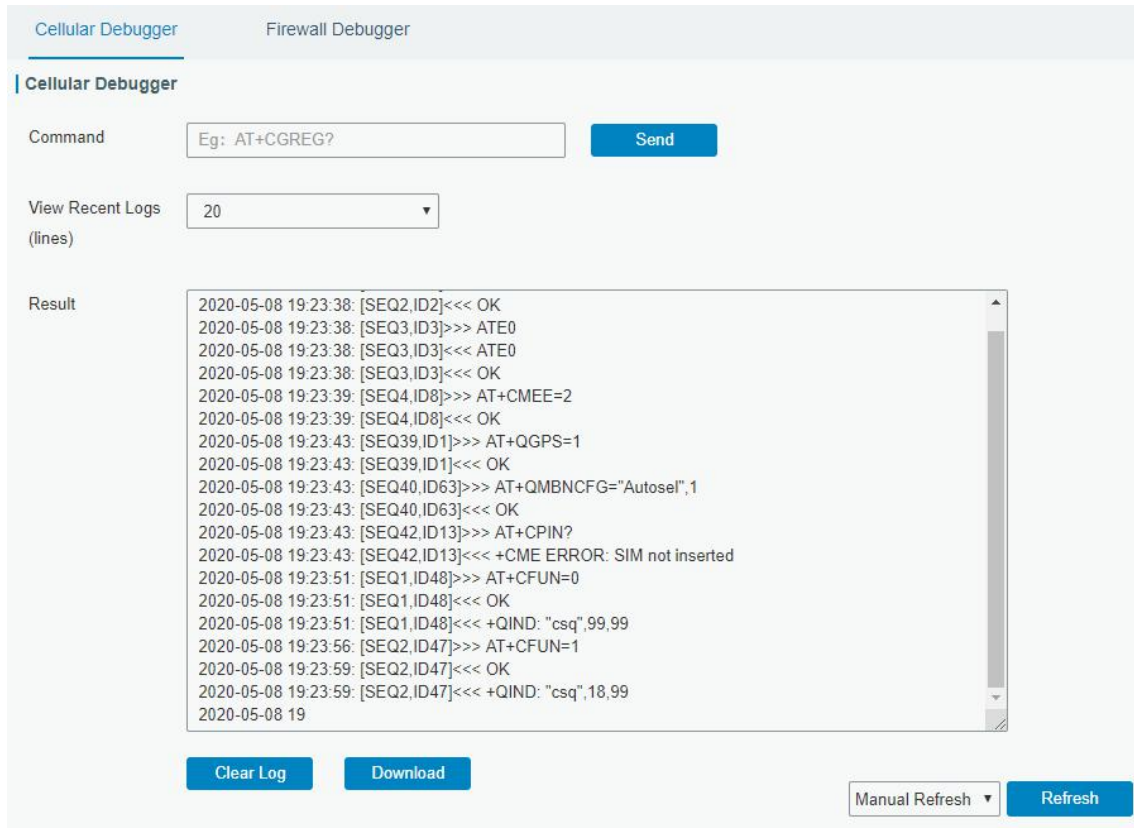 Cellular Debugger Firewall Debugger
Cellular Debugger
Command Eg: AT+CGREG? Send
View Recent Logs 20
(lines)
Result
2020-05-08 19:23:38: [SEQ2,ID2]<<< OK
2020-05-08 19:23:38: [SEQ3,ID3]>>> ATE0
2020-05-08 19:23:38: [SEQ3,ID3]<<< ATE0
2020-05-08 19:23:38: [SEQ3,ID3]<<< OK
2020-05-08 19:23:39: [SEQ4,ID8]>>> AT+CMEE=2
2020-05-08 19:23:39: [SEQ4,ID8]<<< OK
2020-05-08 19:23:43: [SEQ39,ID1]>>> AT+QGPS=1
2020-05-08 19:23:43: [SEQ39,ID1]<<< OK
2020-05-08 19:23:43: [SEQ40,ID63]>>> AT+QMBNCFG="Autosel",1
2020-05-08 19:23:43: [SEQ40,ID63]<<< OK
2020-05-08 19:23:43: [SEQ42,ID13]>>> AT+CPIN?
2020-05-08 19:23:43: [SEQ42,ID13]<<< +CME ERROR: SIM not inserted
2020-05-08 19:23:51: [SEQ1,ID48]>>> AT+CFUN=0
2020-05-08 19:23:51: [SEQ1,ID48]<<< OK
2020-05-08 19:23:51: [SEQ1,ID48]<<< +QIND: "csq",99,99
2020-05-08 19:23:56: [SEQ2,ID47]>>> AT+CFUN=1
2020-05-08 19:23:59: [SEQ2,ID47]<<< OK
2020-05-08 19:23:59: [SEQ2,ID47]<<< +QIND: "csq",18,99
2020-05-08 19
Clear Log Download
Manual Refresh Refresh